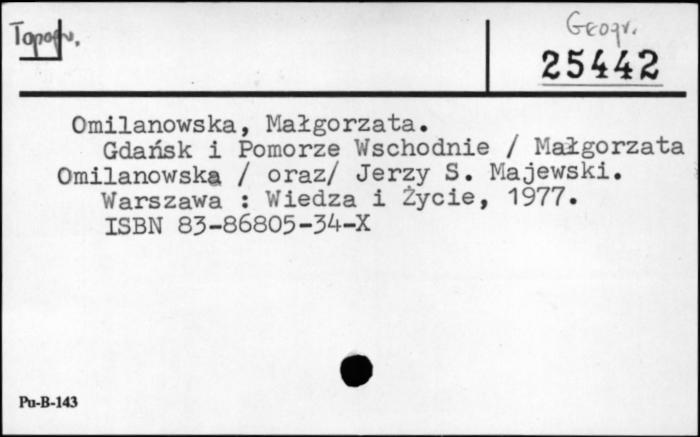 Topogr.
Geogr.
25442
Omilanowska, Małgorzata.
Gdańsk i Pomorze Wschodnie / Małgorzata
Omilanowska / oraz/ Jerzy S. Majewski.
Warszawa : Wiedza i Życie, 1977.
ISBN 83-86805-34-X
Pu-B-143